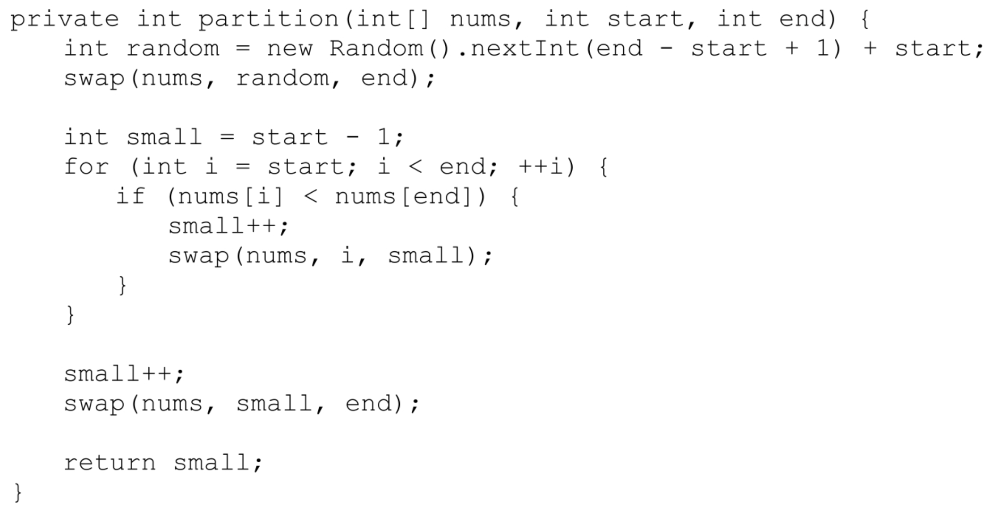 private int partition(int[] nums, int start, int end) {
    int random = new Random().nextInt(end - start + 1) + start;
    swap(nums, random, end);

    int small = start - 1;
    for (int i = start; i < end; ++i) {
        if (nums[i] < nums[end]) {
            small++;
            swap(nums, i, small);
        }
    }

    small++;
    swap(nums, small, end);

    return small;
}